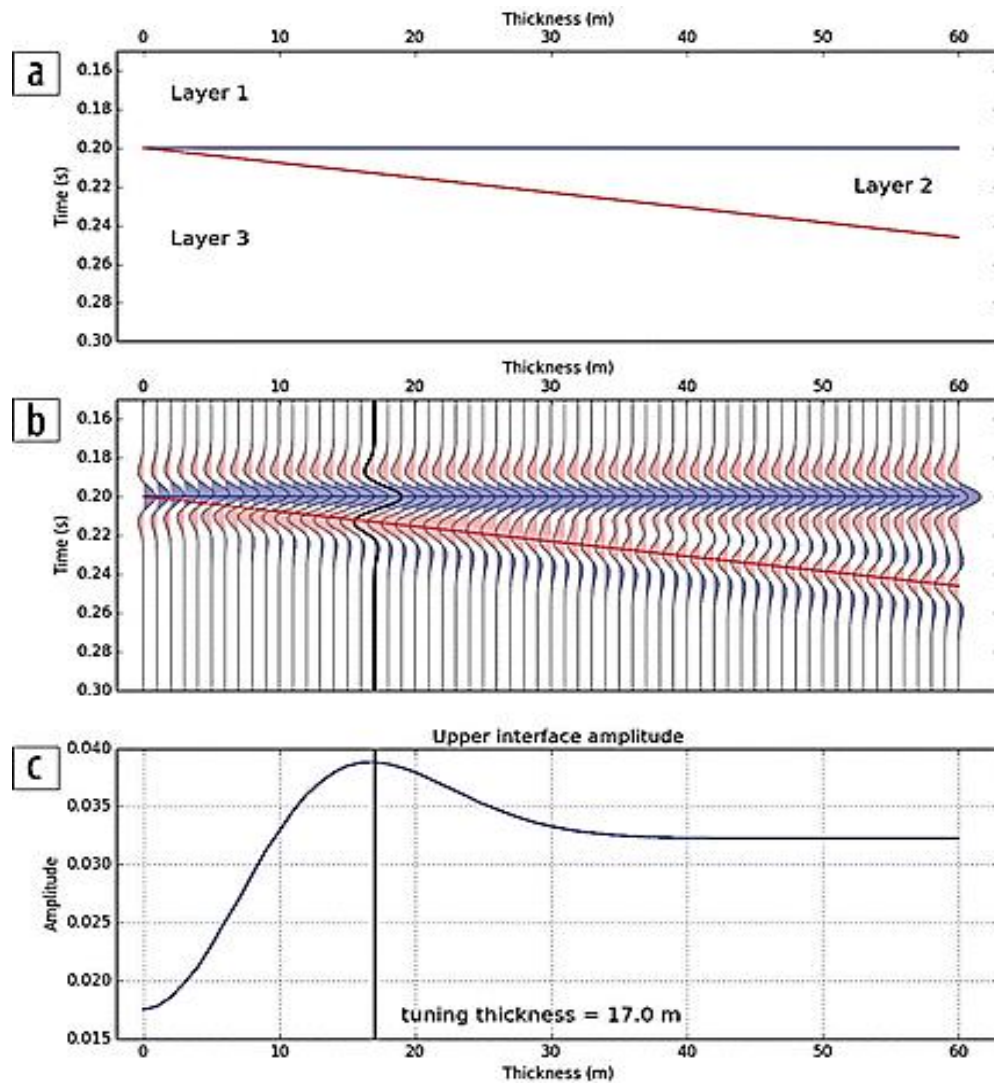 Thickness (m)
0 10 20 30 40 50 60
a
0.16
Layer 1
0.18
0.20
Time (s)
Layer 2
0.22
0.24
Layer 3
0.26
0.28
0.30
Thickness (m)
0 10 20 30 40 50 60
b
0.16
0.18
0.20
Time (s)
0.22
0.24
0.26
0.28
0.30
Upper interface amplitude
c
0.040
0.035
0.030
Amplitude
0.025
0.020
tuning thickness = 17.0 m
0.015
0 10 20 30 40 50 60
Thickness (m)